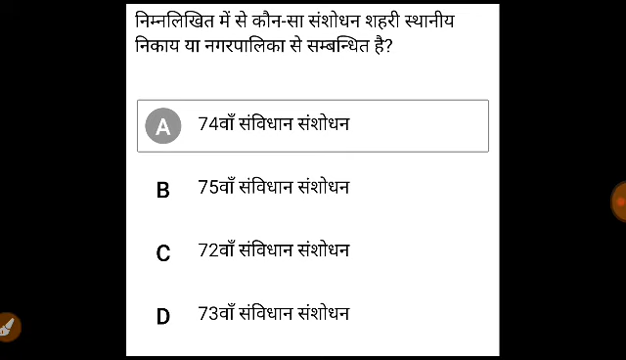 निम्नलिखित में से कौन-सा संशोधन शहरी स्थानीय
निकाय या नगरपालिका से सम्बन्धित है?
A 74वाँ संविधान संशोधन
B 75वाँ संविधान संशोधन
C 72वाँ संविधान संशोधन
D 73वाँ संविधान संशोधन